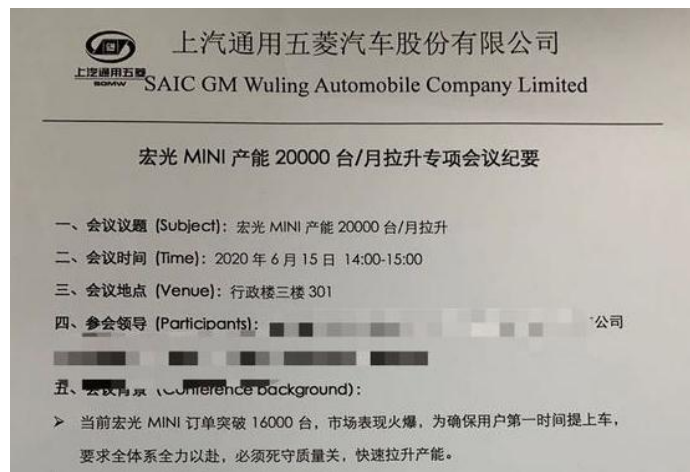 上汽通用五菱汽车股份有限公司
上汽通用五菱
SGMW
SAIC GM Wuling Automobile Company Limited
宏光 MINI 产能 20000 台/月拉升专项会议纪要
一、会议议题 (Subject)：宏光 MINI 产能 20000 台/月拉升
二、会议时间 (Time)：2020 年 6 月 15 日 14:00-15:00
三、会议地点 (Venue)：行政楼三楼 301
四、参会领导 (Participants)： 公司
五、会议背景 (Conference background)：
➢ 当前宏光 MINI 订单突破 16000 台，市场表现火爆，为确保用户第一时间提上车，
要求全体系全力以赴，必须死守质量关，快速拉升产能。